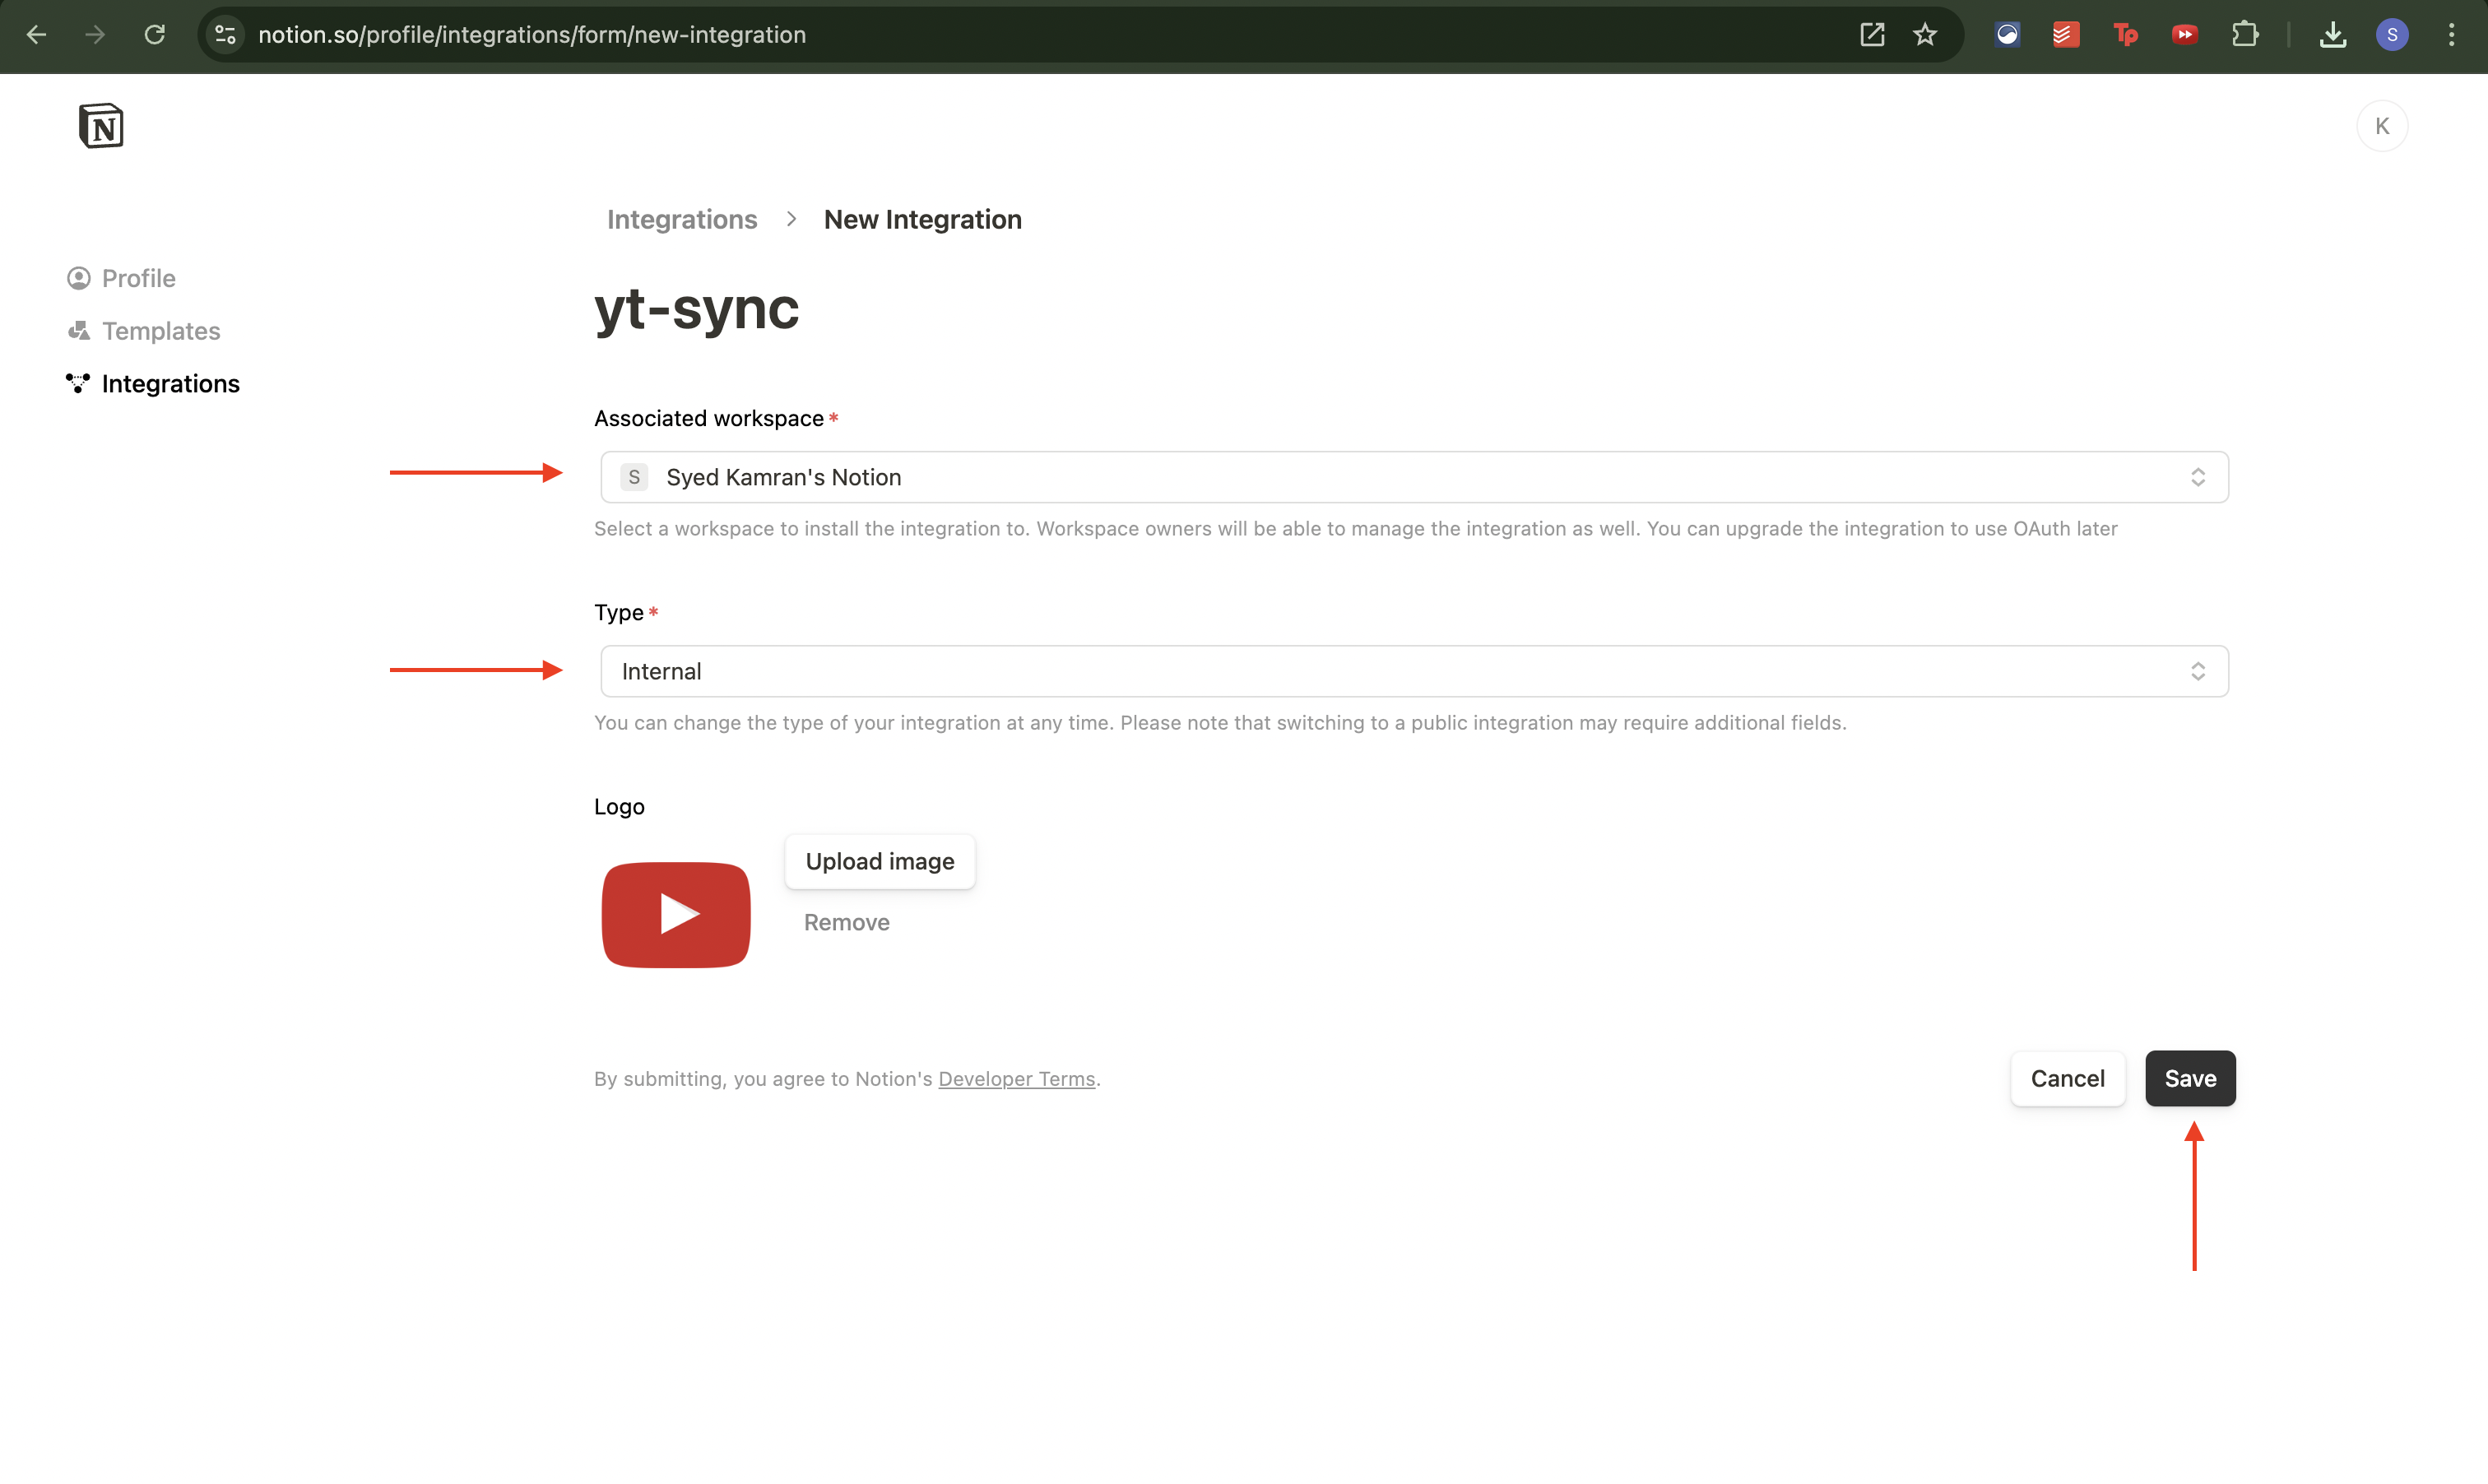 notion.so/profile/integrations/form/new-integration
Tp
S
N
K
Integrations > New Integration
Profile
Templates
Integrations
yt-sync
Associated workspace *
S Syed Kamran's Notion
Select a workspace to install the integration to. Workspace owners will be able to manage the integration as well. You can upgrade the integration to use OAuth later
Type *
Internal
You can change the type of your integration at any time. Please note that switching to a public integration may require additional fields.
Logo
Upload image
Remove
By submitting, you agree to Notion's Developer Terms.
Cancel
Save